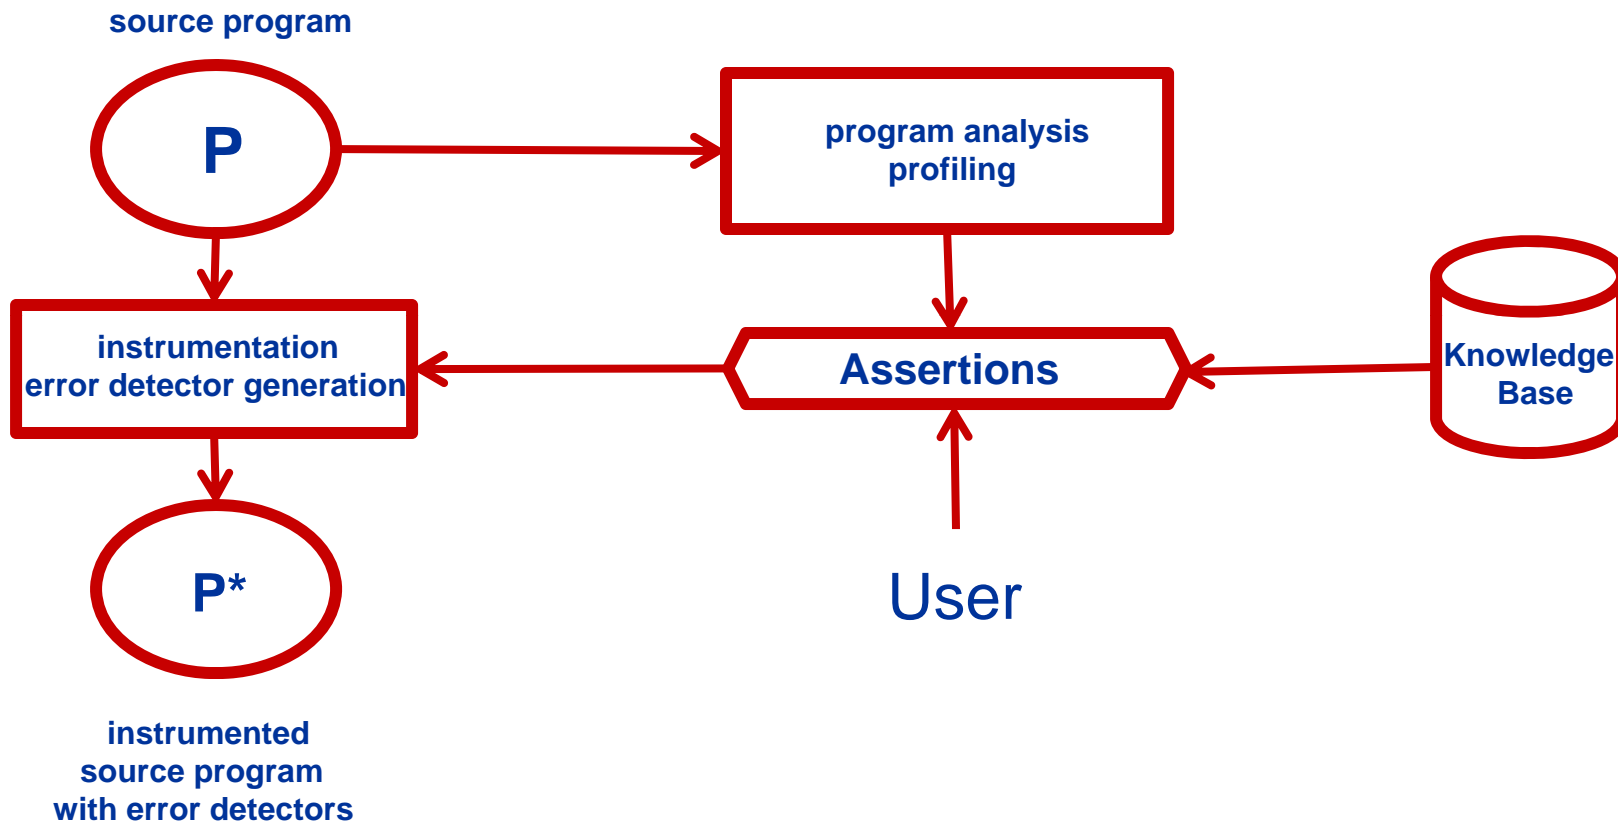 source program
P
program analysis
profiling
instrumentation
error detector generation
Assertions
Knowledge
Base
P*
User
instrumented
source program
with error detectors